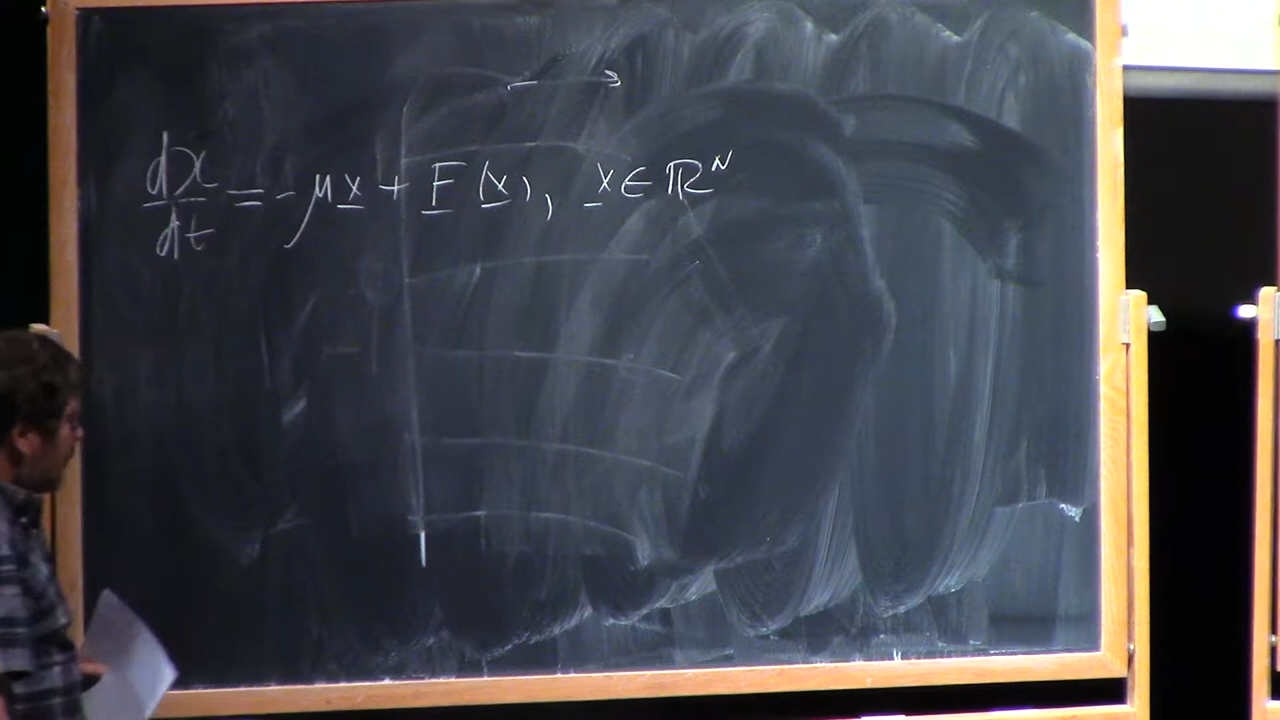 dx/dt = -μx + F(x), x ∈ ℝᴺ